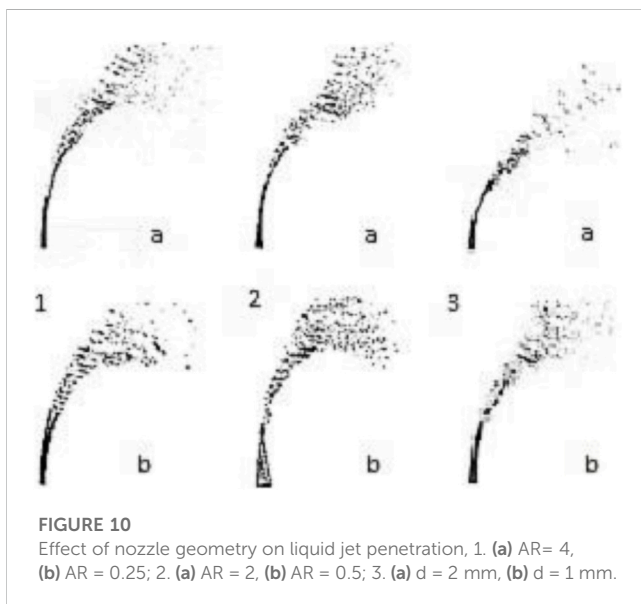 a
a
a
1
2
3
b
b
b
FIGURE 10
Effect of nozzle geometry on liquid jet penetration, 1. (a) AR= 4,
(b) AR = 0.25; 2. (a) AR = 2, (b) AR = 0.5; 3. (a) d = 2 mm, (b) d = 1 mm.